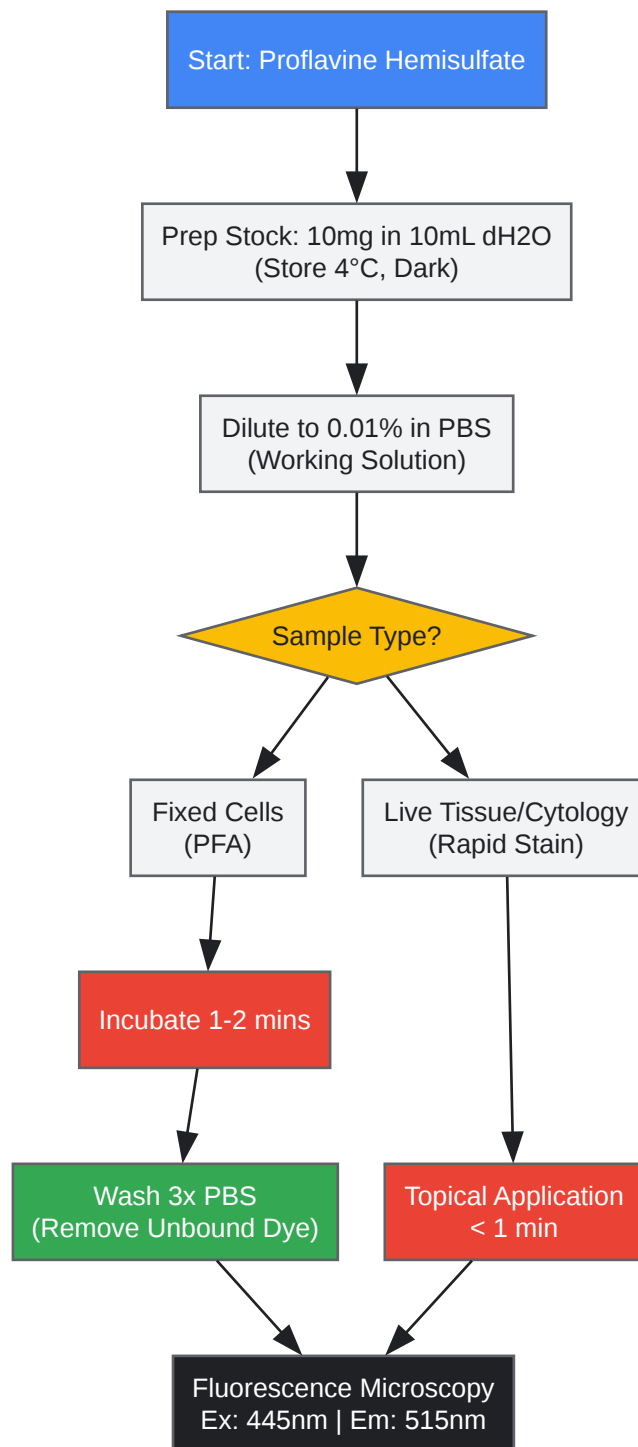 Start: Proflavine Hemisulfate
Prep Stock: 10mg in 10mL dH2O
(Store 4°C, Dark)
Dilute to 0.01% in PBS
(Working Solution)
Sample Type?
Fixed Cells
(PFA)
Live Tissue/Cytology
(Rapid Stain)
Incubate 1-2 mins
Wash 3x PBS
(Remove Unbound Dye)
Topical Application
< 1 min
Fluorescence Microscopy
Ex: 445nm | Em: 515nm